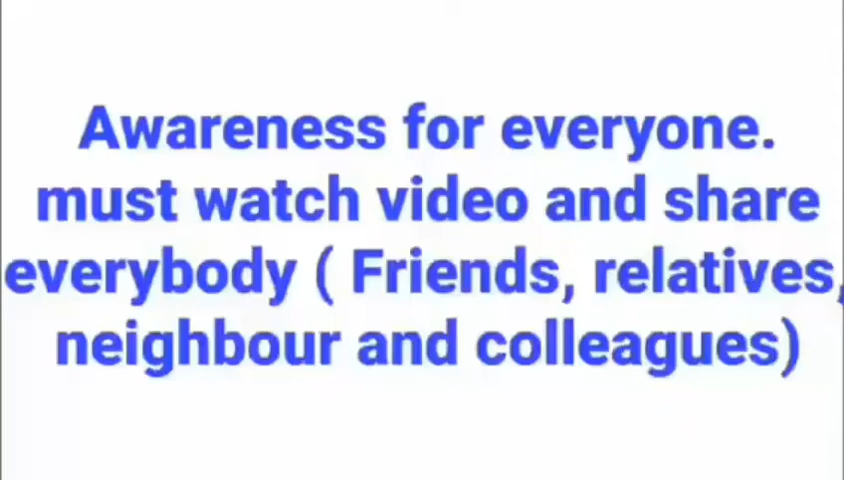 Awareness for everyone.
must watch video and share
everybody ( Friends, relatives,
neighbour and colleagues)